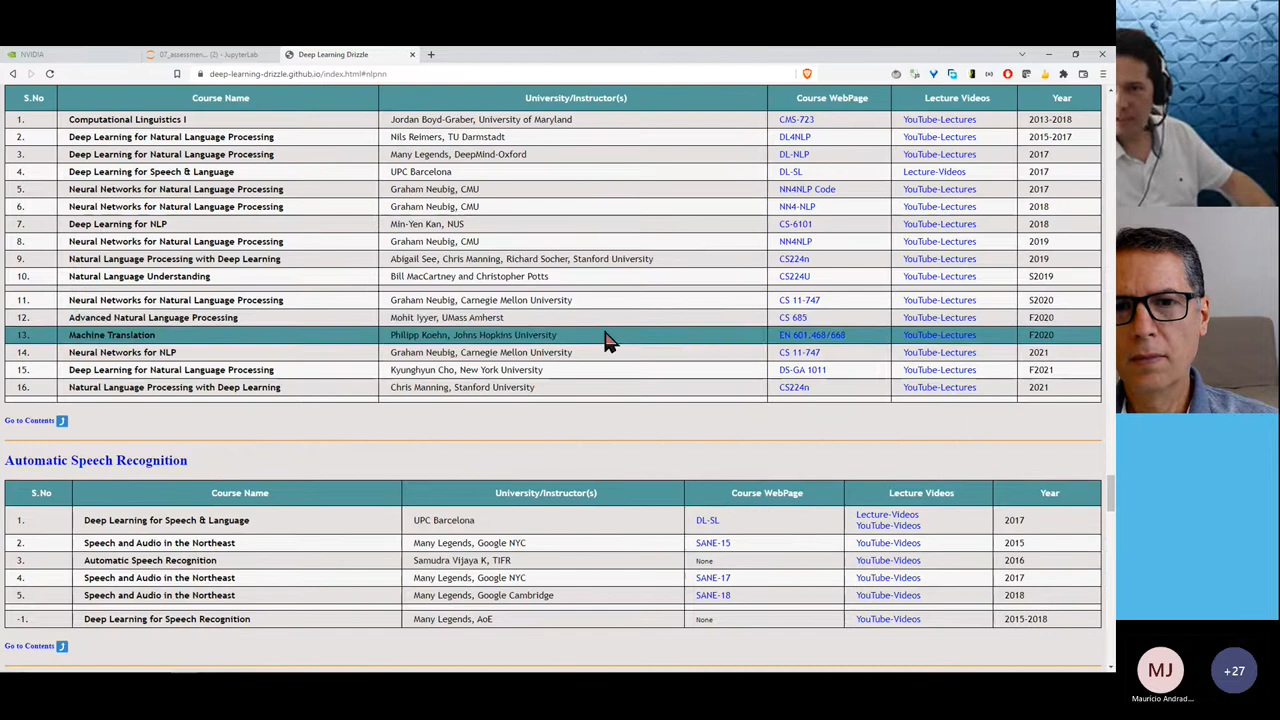 NVIDIA 07_assessmen... (2) - JupyterLab Deep Learning Drizzle
deep-learning-drizzle.github.io/index.html#nlpnn
S.No Course Name University/Instructor(s) Course WebPage Lecture Videos Year
1. Computational Linguistics I Jordan Boyd-Graber, University of Maryland CMS-723 YouTube-Lectures 2013-2018
2. Deep Learning for Natural Language Processing Nils Reimers, TU Darmstadt DL4NLP YouTube-Lectures 2015-2017
3. Deep Learning for Natural Language Processing Many Legends, DeepMind-Oxford DL-NLP YouTube-Lectures 2017
4. Deep Learning for Speech & Language UPC Barcelona DL-SL Lecture-Videos 2017
5. Neural Networks for Natural Language Processing Graham Neubig, CMU NN4NLP Code YouTube-Lectures 2017
6. Neural Networks for Natural Language Processing Graham Neubig, CMU NN4-NLP YouTube-Lectures 2018
7. Deep Learning for NLP Min-Yen Kan, NUS CS-6101 YouTube-Lectures 2018
8. Neural Networks for Natural Language Processing Graham Neubig, CMU NN4NLP YouTube-Lectures 2019
9. Natural Language Processing with Deep Learning Abigail See, Chris Manning, Richard Socher, Stanford University CS224n YouTube-Lectures 2019
10. Natural Language Understanding Bill MacCartney and Christopher Potts CS224U YouTube-Lectures S2019
11. Neural Networks for Natural Language Processing Graham Neubig, Carnegie Mellon University CS 11-747 YouTube-Lectures S2020
12. Advanced Natural Language Processing Mohit Iyyer, UMass Amherst CS 685 YouTube-Lectures F2020
13. Machine Translation Philipp Koehn, Johns Hopkins University EN 601.468/668 YouTube-Lectures F2020
14. Neural Networks for NLP Graham Neubig, Carnegie Mellon University CS 11-747 YouTube-Lectures 2021
15. Deep Learning for Natural Language Processing Kyunghyun Cho, New York University DS-GA 1011 YouTube-Lectures F2021
16. Natural Language Processing with Deep Learning Chris Manning, Stanford University CS224n YouTube-Lectures 2021
Go to Contents
Automatic Speech Recognition
S.No Course Name University/Instructor(s) Course WebPage Lecture Videos Year
1. Deep Learning for Speech & Language UPC Barcelona DL-SL Lecture-Videos 2017
YouTube-Videos
2. Speech and Audio in the Northeast Many Legends, Google NYC SANE-15 YouTube-Videos 2015
3. Automatic Speech Recognition Samudra Vijaya K, TIFR None YouTube-Videos 2016
4. Speech and Audio in the Northeast Many Legends, Google NYC SANE-17 YouTube-Videos 2017
5. Speech and Audio in the Northeast Many Legends, Google Cambridge SANE-18 YouTube-Videos 2018
-1. Deep Learning for Speech Recognition Many Legends, AoE None YouTube-Videos 2015-2018
Go to Contents
MJ
+27
Maurício Andrad...